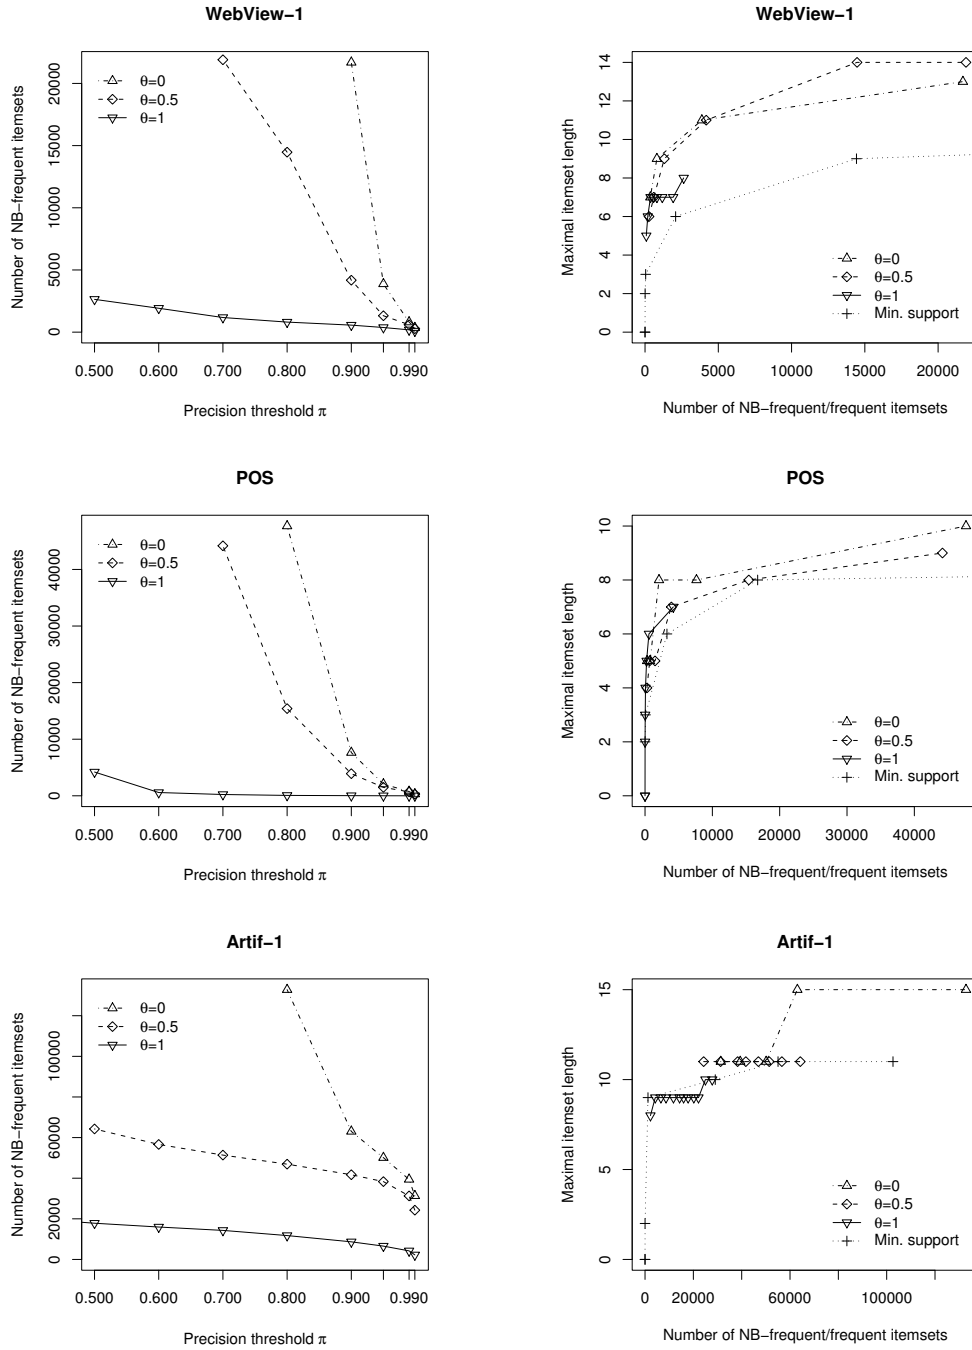 WebView−1
Number of NB−frequent itemsets
0 5000 10000 15000 20000
θ=0
θ=0.5
θ=1
0.500 0.600 0.700 0.800 0.900 0.990
Precision threshold π
WebView−1
Maximal itemset length
0 2 4 6 8 10 12 14
θ=0
θ=0.5
θ=1
Min. support
0 5000 10000 15000 20000
Number of NB−frequent/frequent itemsets
POS
Number of NB−frequent itemsets
0 10000 20000 30000 40000
θ=0
θ=0.5
θ=1
0.500 0.600 0.700 0.800 0.900 0.990
Precision threshold π
POS
Maximal itemset length
0 2 4 6 8 10
θ=0
θ=0.5
θ=1
Min. support
0 10000 20000 30000 40000
Number of NB−frequent/frequent itemsets
Artif−1
Number of NB−frequent itemsets
0 20000 60000 100000
θ=0
θ=0.5
θ=1
0.500 0.600 0.700 0.800 0.900 0.990
Precision threshold π
Artif−1
Maximal itemset length
0 5 10 15
θ=0
θ=0.5
θ=1
Min. support
0 20000 60000 100000
Number of NB−frequent/frequent itemsets